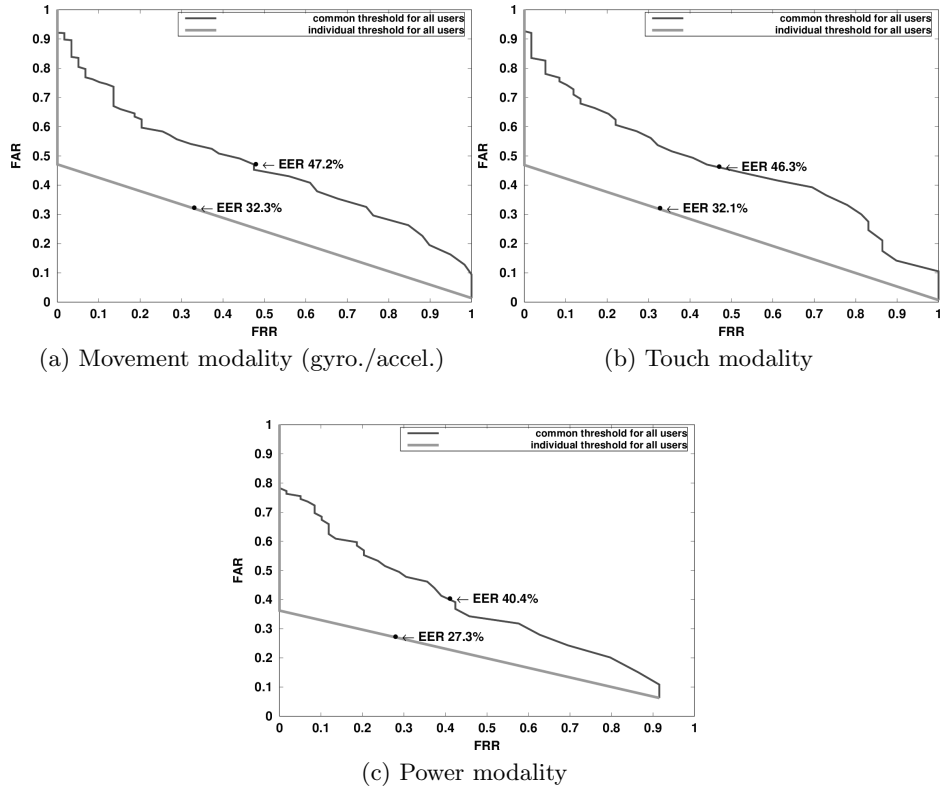 common threshold for all users
individual threshold for all users
1
0.9
0.8
0.7
0.6
0.5
0.4
0.3
0.2
0.1
0
FAR
EER 47.2%
EER 32.3%
0 0.1 0.2 0.3 0.4 0.5 0.6 0.7 0.8 0.9 1
FRR
(a) Movement modality (gyro./accel.)
common threshold for all users
individual threshold for all users
1
0.9
0.8
0.7
0.6
0.5
0.4
0.3
0.2
0.1
0
FAR
EER 46.3%
EER 32.1%
0 0.1 0.2 0.3 0.4 0.5 0.6 0.7 0.8 0.9 1
FRR
(b) Touch modality
common threshold for all users
individual threshold for all users
1
0.9
0.8
0.7
0.6
0.5
0.4
0.3
0.2
0.1
0
FAR
EER 40.4%
EER 27.3%
0 0.1 0.2 0.3 0.4 0.5 0.6 0.7 0.8 0.9 1
FRR
(c) Power modality